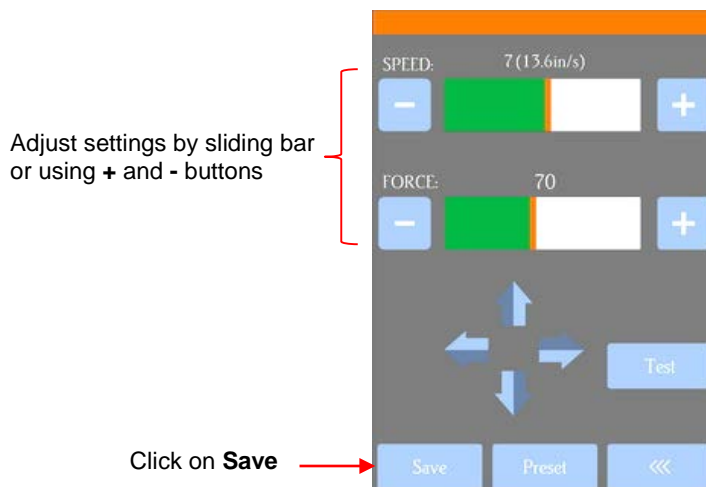 SPEED: 7(13.6in/s)
− +
Adjust settings by sliding bar
or using + and - buttons
FORCE: 70
− +
Test
Click on Save
Save Preset <<<